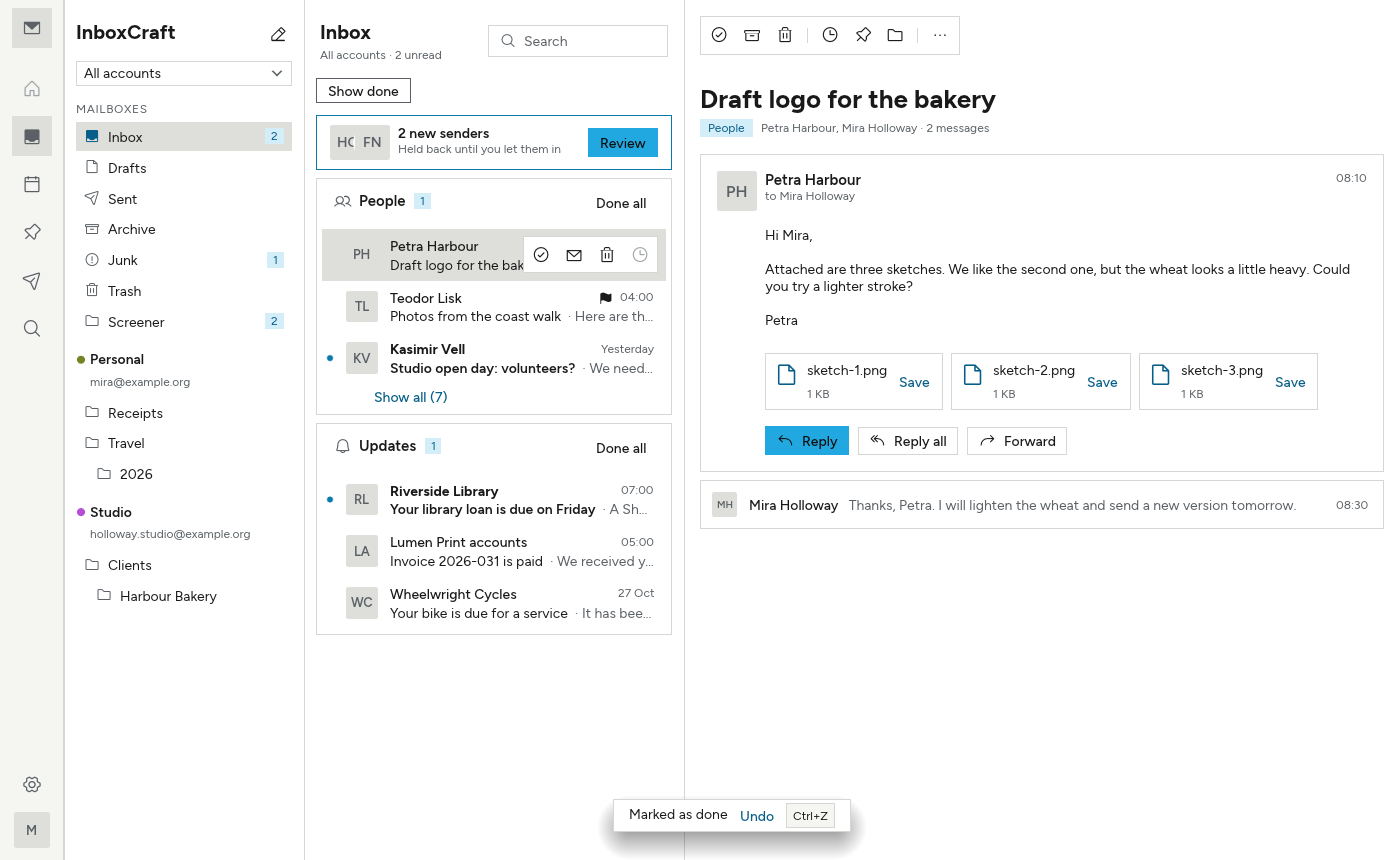 InboxCraft
All accounts
MAILBOXES
Inbox 2
Drafts
Sent
Archive
Junk 1
Trash
Screener 2
Personal
mira@example.org
Receipts
Travel
2026
Studio
holloway.studio@example.org
Clients
Harbour Bakery
M
Inbox
All accounts · 2 unread
Search
Show done
FN
2 new senders
Held back until you let them in
Review
People 1
Done all
PH
Petra Harbour
Draft logo for the bak
TL
Teodor Lisk 04:00
Photos from the coast walk · Here are th...
KV
Kasimir Vell Yesterday
Studio open day: volunteers? · We need...
Show all (7)
Updates 1
Done all
RL
Riverside Library 07:00
Your library loan is due on Friday · A Sh...
LA
Lumen Print accounts 05:00
Invoice 2026-031 is paid · We received y...
WC
Wheelwright Cycles 27 Oct
Your bike is due for a service · It has bee...
Draft logo for the bakery
People Petra Harbour, Mira Holloway · 2 messages
PH
Petra Harbour 08:10
to Mira Holloway
Hi Mira,
Attached are three sketches. We like the second one, but the wheat looks a little heavy. Could
you try a lighter stroke?
Petra
sketch-1.png
1 KB
Save
sketch-2.png
1 KB
Save
sketch-3.png
1 KB
Save
Reply
Reply all
Forward
MH
Mira Holloway Thanks, Petra. I will lighten the wheat and send a new version tomorrow. 08:30
Marked as done Undo Ctrl+Z